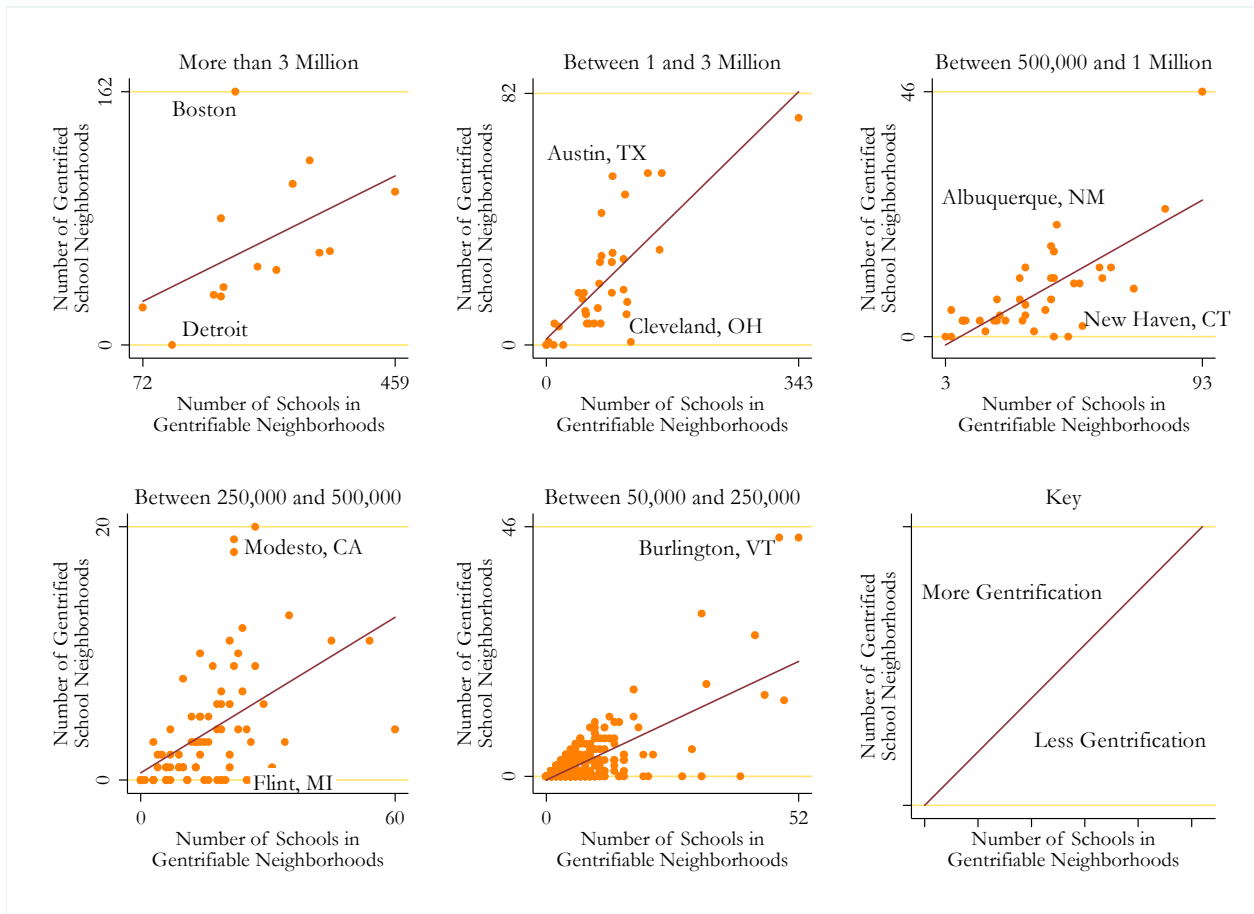 More than 3 Million
Number of Gentrified
School Neighborhoods
162
0
Boston
Detroit
72
459
Number of Schools in
Gentrifiable Neighborhoods
Between 1 and 3 Million
Number of Gentrified
School Neighborhoods
82
0
Austin, TX
Cleveland, OH
0
343
Number of Schools in
Gentrifiable Neighborhoods
Between 500,000 and 1 Million
Number of Gentrified
School Neighborhoods
46
0
Albuquerque, NM
New Haven, CT
3
93
Number of Schools in
Gentrifiable Neighborhoods
Between 250,000 and 500,000
Number of Gentrified
School Neighborhoods
20
0
Modesto, CA
Flint, MI
0
60
Number of Schools in
Gentrifiable Neighborhoods
Between 50,000 and 250,000
Number of Gentrified
School Neighborhoods
46
0
Burlington, VT
0
52
Number of Schools in
Gentrifiable Neighborhoods
Key
Number of Gentrified
School Neighborhoods
More Gentrification
Less Gentrification
Number of Schools in
Gentrifiable Neighborhoods